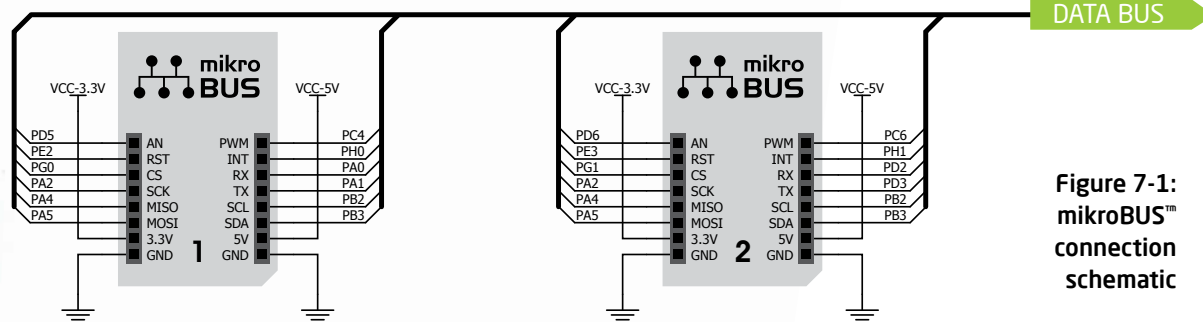 DATA BUS
mikro
BUS
VCC-3.3V
VCC-5V
PD5
PE2
PG0
PA2
PA4
PA5
AN
RST
CS
SCK
MISO
MOSI
3.3V
GND
1
PWM
INT
RX
TX
SCL
SDA
5V
GND
PC4
PH0
PA0
PA1
PB2
PB3
mikro
BUS
VCC-3.3V
VCC-5V
PD6
PE3
PG1
PA2
PA4
PA5
AN
RST
CS
SCK
MISO
MOSI
3.3V
GND
2
PWM
INT
RX
TX
SCL
SDA
5V
GND
PC6
PH1
PD2
PD3
PB2
PB3
Figure 7-1:
mikroBUS™
connection
schematic